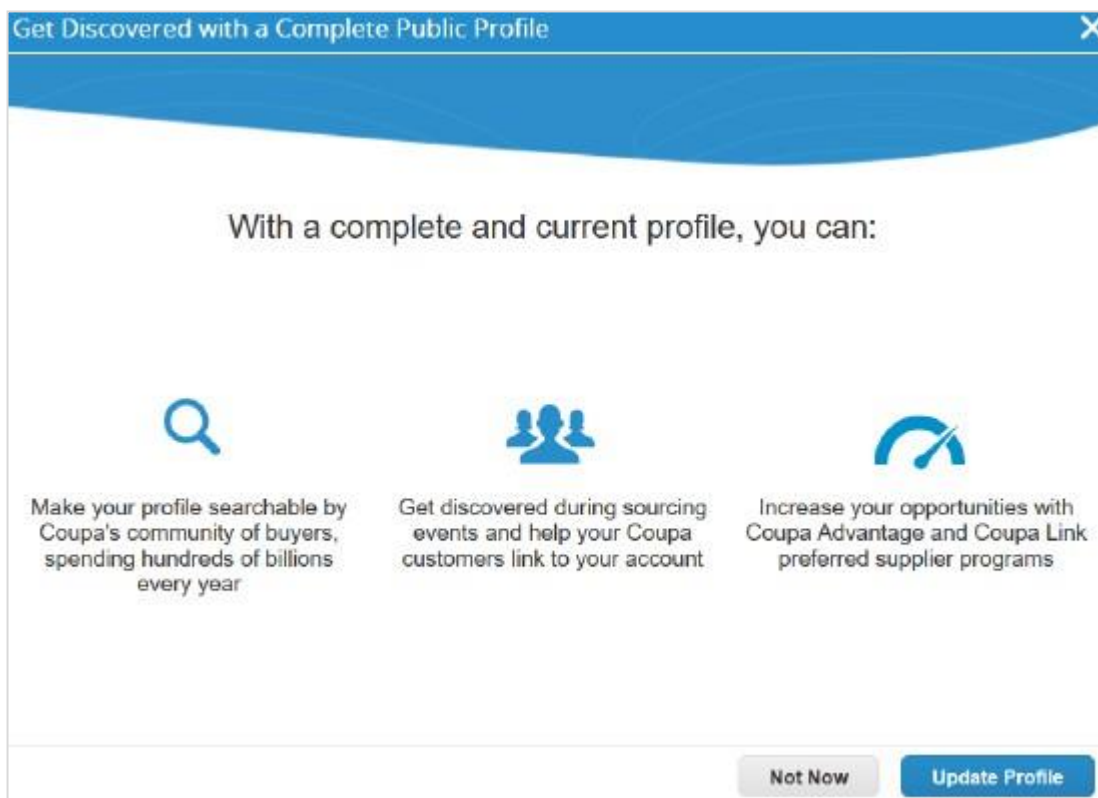 Get Discovered with a Complete Public Profile
With a complete and current profile, you can:
Make your profile searchable by
Coupa's community of buyers,
spending hundreds of billions
every year
Get discovered during sourcing
events and help your Coupa
customers link to your account
Increase your opportunities with
Coupa Advantage and Coupa Link
preferred supplier programs
Not Now
Update Profile